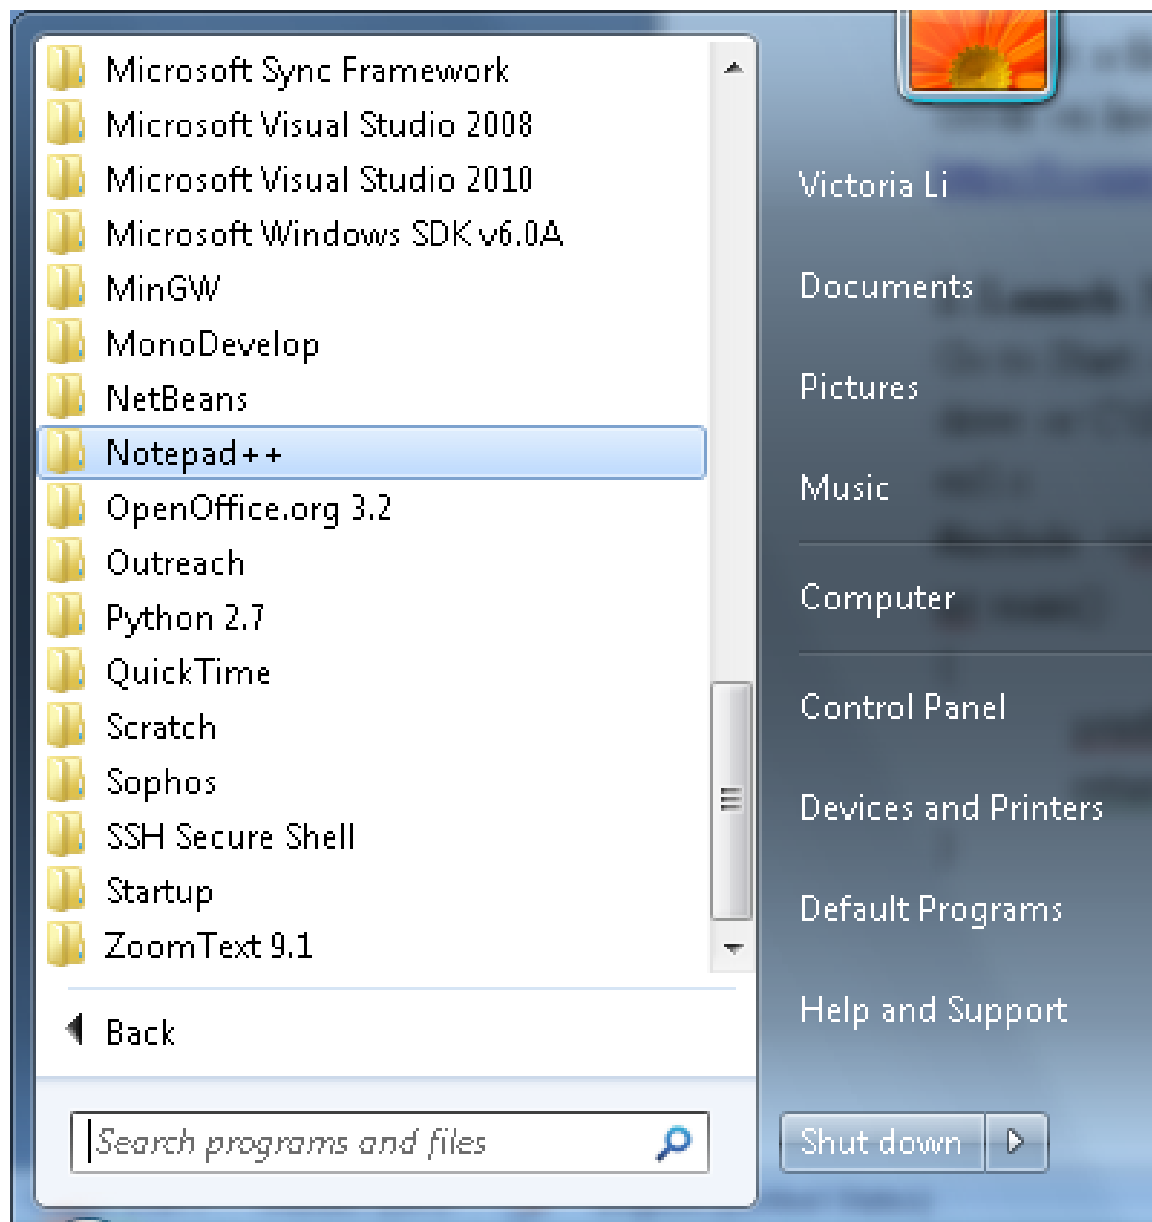 Microsoft Sync Framework
Microsoft Visual Studio 2008
Microsoft Visual Studio 2010
Microsoft Windows SDK v6.0A
MinGW
MonoDevelop
NetBeans
Notepad++
OpenOffice.org 3.2
Outreach
Python 2.7
QuickTime
Scratch
Sophos
SSH Secure Shell
Startup
ZoomText 9.1
Back
Search programs and files
Victoria Li
Documents
Pictures
Music
Computer
Control Panel
Devices and Printers
Default Programs
Help and Support
Shut down